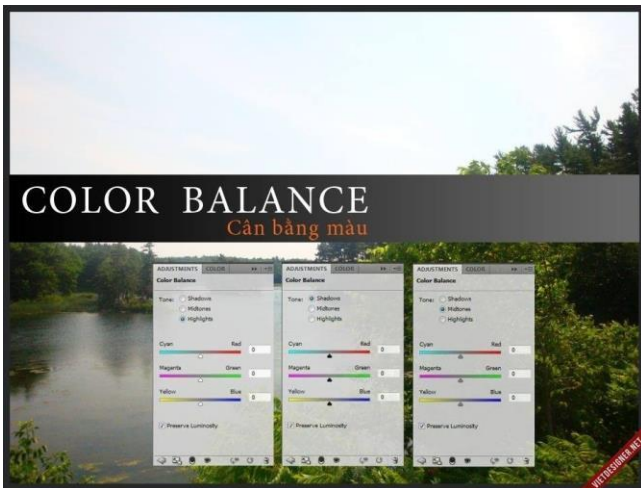 COLOR BALANCE
Cân bằng màu
ADJUSTMENTS COLOR
Color Balance
Tone: Shadows
Midtones
Highlights
Cyan Red
0
Magenta Green
0
Yellow Blue
0
Preserve Luminosity
ADJUSTMENTS COLOR
Color Balance
Tone: Shadows
Midtones
Highlights
Cyan Red
0
Magenta Green
0
Yellow Blue
0
Preserve Luminosity
ADJUSTMENTS COLOR
Color Balance
Tone: Shadows
Midtones
Highlights
Cyan Red
0
Magenta Green
0
Yellow Blue
0
Preserve Luminosity
VIETDESIGNER.NET